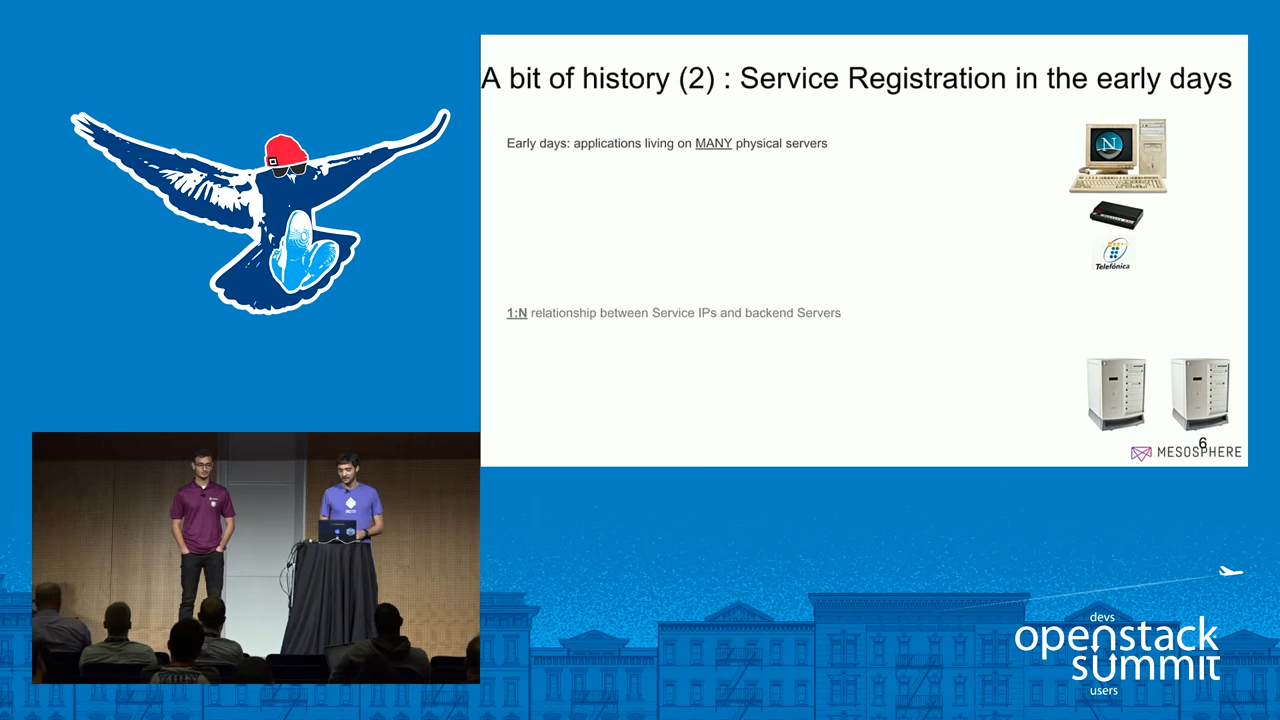 A bit of history (2) : Service Registration in the early days
Early days: applications living on MANY physical servers
N
Telefónica
1:N relationship between Service IPs and backend Servers
6
MESOSPHERE
devs
openstack
summit
users